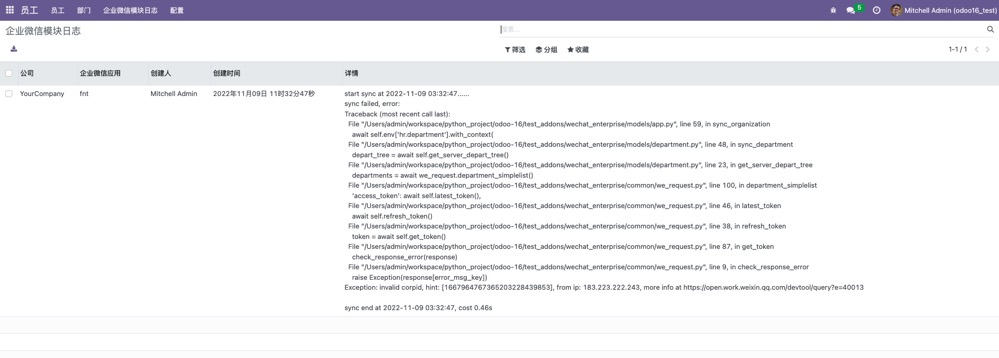 员工 员工 部门 企业微信模块日志 配置 5 Mitchell Admin (odoo16_test)
企业微信模块日志 搜索...
筛选 分组 收藏 1-1 / 1
公司 企业微信应用 创建人 创建时间 详情
YourCompany fnt Mitchell Admin 2022年11月09日 11时32分47秒 start sync at 2022-11-09 03:32:47......
sync failed, error:
Traceback (most recent call last):
File "/Users/admin/workspace/python_project/odoo-16/test_addons/wechat_enterprise/models/app.py", line 59, in sync_organization
await self.env['hr.department'].with_context(
File "/Users/admin/workspace/python_project/odoo-16/test_addons/wechat_enterprise/models/department.py", line 48, in sync_department
depart_tree = await self.get_server_depart_tree()
File "/Users/admin/workspace/python_project/odoo-16/test_addons/wechat_enterprise/models/department.py", line 23, in get_server_depart_tree
departments = await we_request.department_simplelist()
File "/Users/admin/workspace/python_project/odoo-16/test_addons/wechat_enterprise/common/we_request.py", line 100, in department_simplelist
'access_token': await self.latest_token(),
File "/Users/admin/workspace/python_project/odoo-16/test_addons/wechat_enterprise/common/we_request.py", line 46, in latest_token
await self.refresh_token()
File "/Users/admin/workspace/python_project/odoo-16/test_addons/wechat_enterprise/common/we_request.py", line 38, in refresh_token
token = await self.get_token()
File "/Users/admin/workspace/python_project/odoo-16/test_addons/wechat_enterprise/common/we_request.py", line 87, in get_token
check_response_error(response)
File "/Users/admin/workspace/python_project/odoo-16/test_addons/wechat_enterprise/common/we_request.py", line 9, in check_response_error
raise Exception(response[error_msg_key])
Exception: invalid corpid, hint: [1667964767365203228439853], from ip: 183.223.222.243, more info at https://open.work.weixin.qq.com/devtool/query?e=40013
sync end at 2022-11-09 03:32:47, cost 0.46s